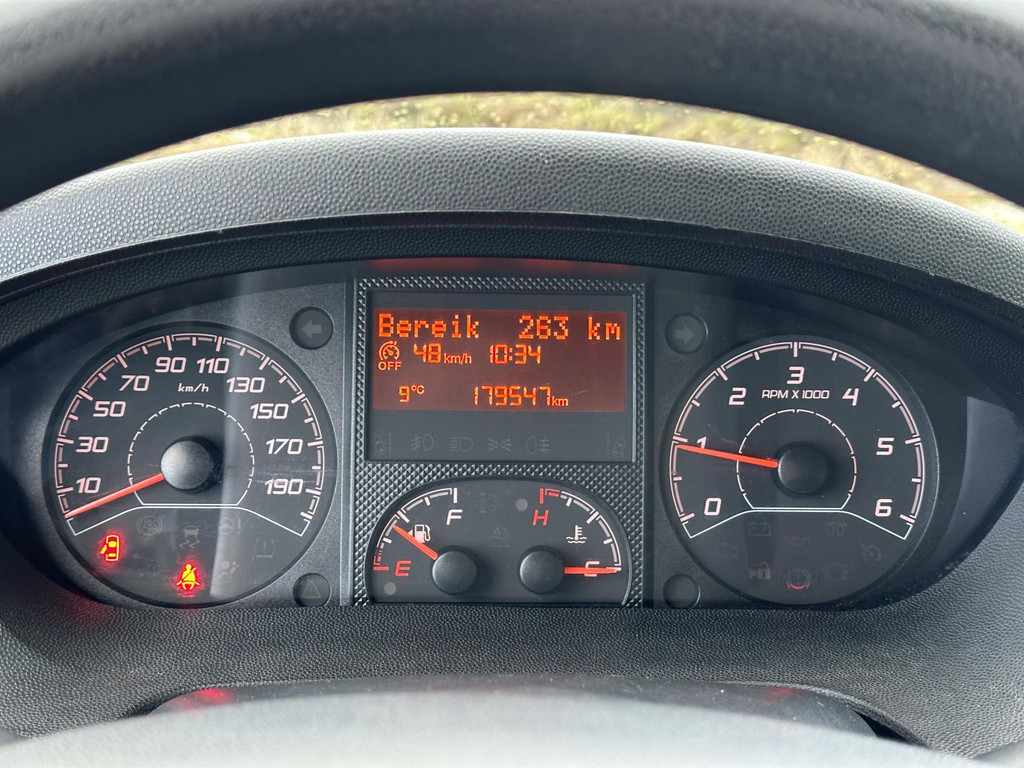 Bereik 263 km
OFF 48 km/h 10:34
9°C 179547 km
10 30 50 70 90 110 130 150 170 190
km/h
0 1 2 3 4 5 6
RPM X 1000
E F
H C